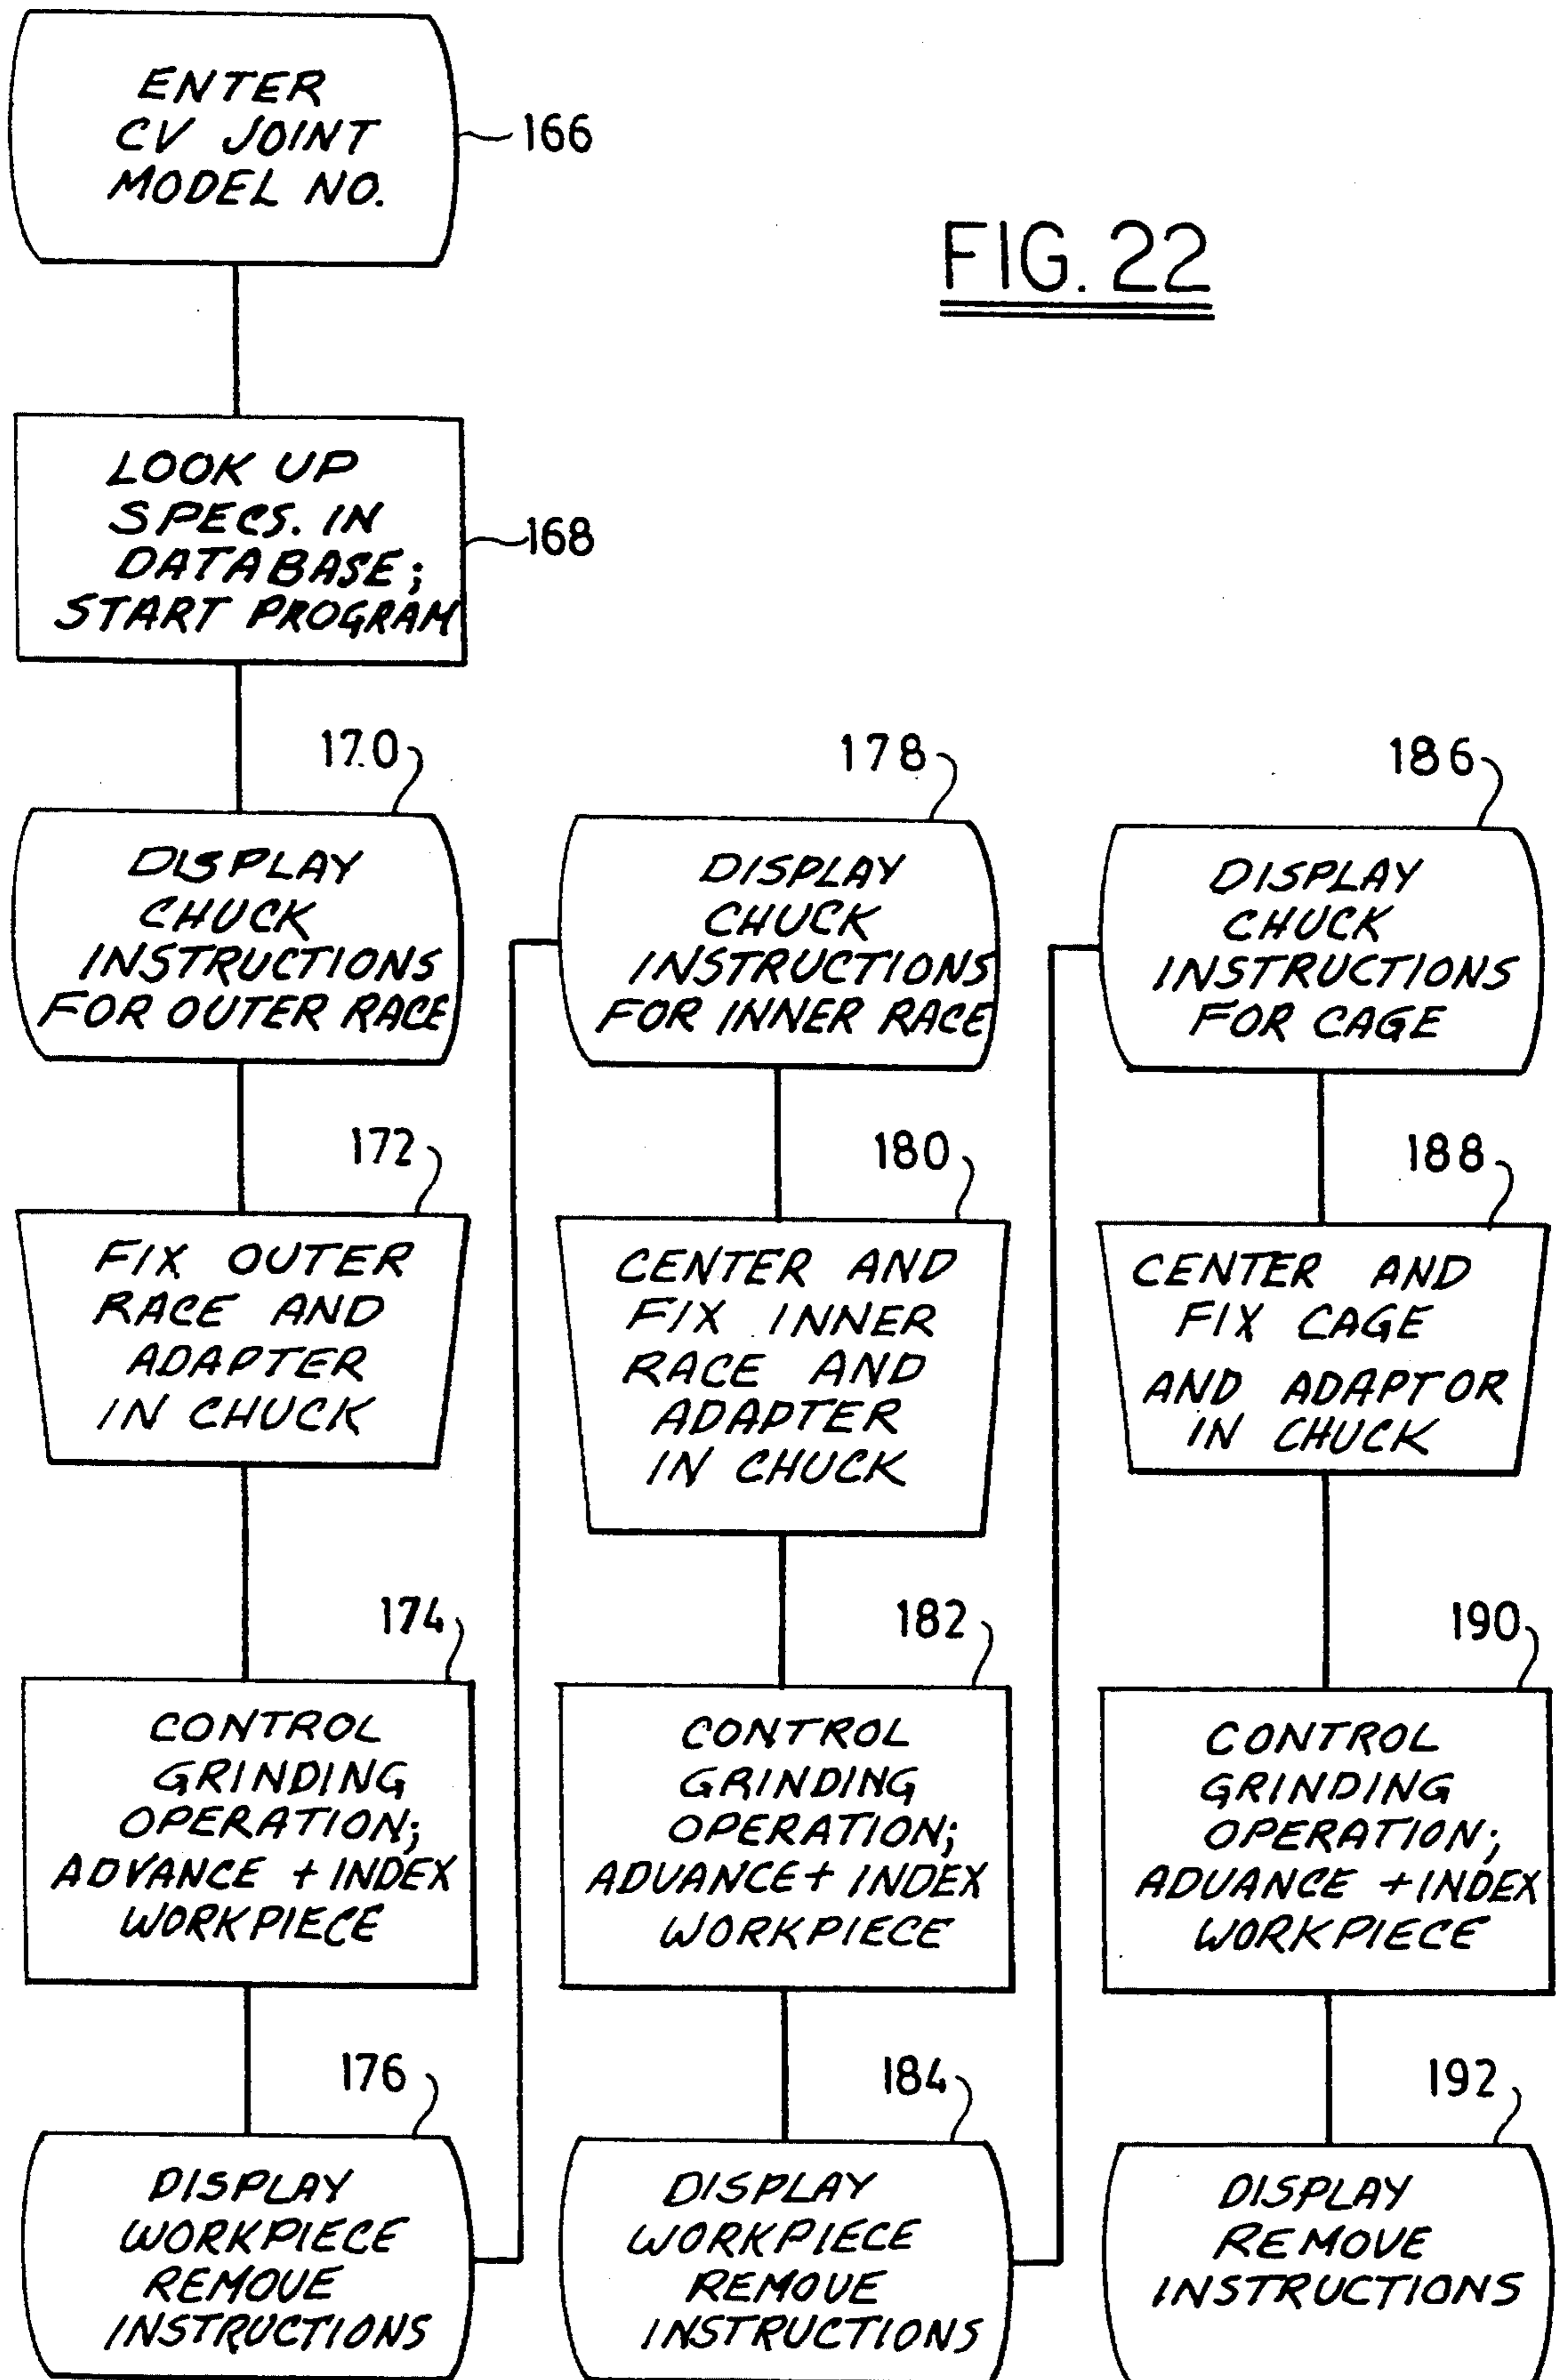 ENTER
CV JOINT
MODEL NO.
166
FIG. 22
LOOK UP
SPECS. IN
DATABASE;
START PROGRAM
168
170
DISPLAY
CHUCK
INSTRUCTIONS
FOR OUTER RACE
172
FIX OUTER
RACE AND
ADAPTER
IN CHUCK
174
CONTROL
GRINDING
OPERATION;
ADVANCE + INDEX
WORKPIECE
176
DISPLAY
WORKPIECE
REMOVE
INSTRUCTIONS
178
DISPLAY
CHUCK
INSTRUCTIONS
FOR INNER RACE
180
CENTER AND
FIX INNER
RACE AND
ADAPTER
IN CHUCK
182
CONTROL
GRINDING
OPERATION;
ADVANCE + INDEX
WORKPIECE
184
DISPLAY
WORKPIECE
REMOVE
INSTRUCTIONS
186
DISPLAY
CHUCK
INSTRUCTIONS
FOR CAGE
188
CENTER AND
FIX CAGE
AND ADAPTOR
IN CHUCK
190
CONTROL
GRINDING
OPERATION;
ADVANCE + INDEX
WORKPIECE
192
DISPLAY
REMOVE
INSTRUCTIONS